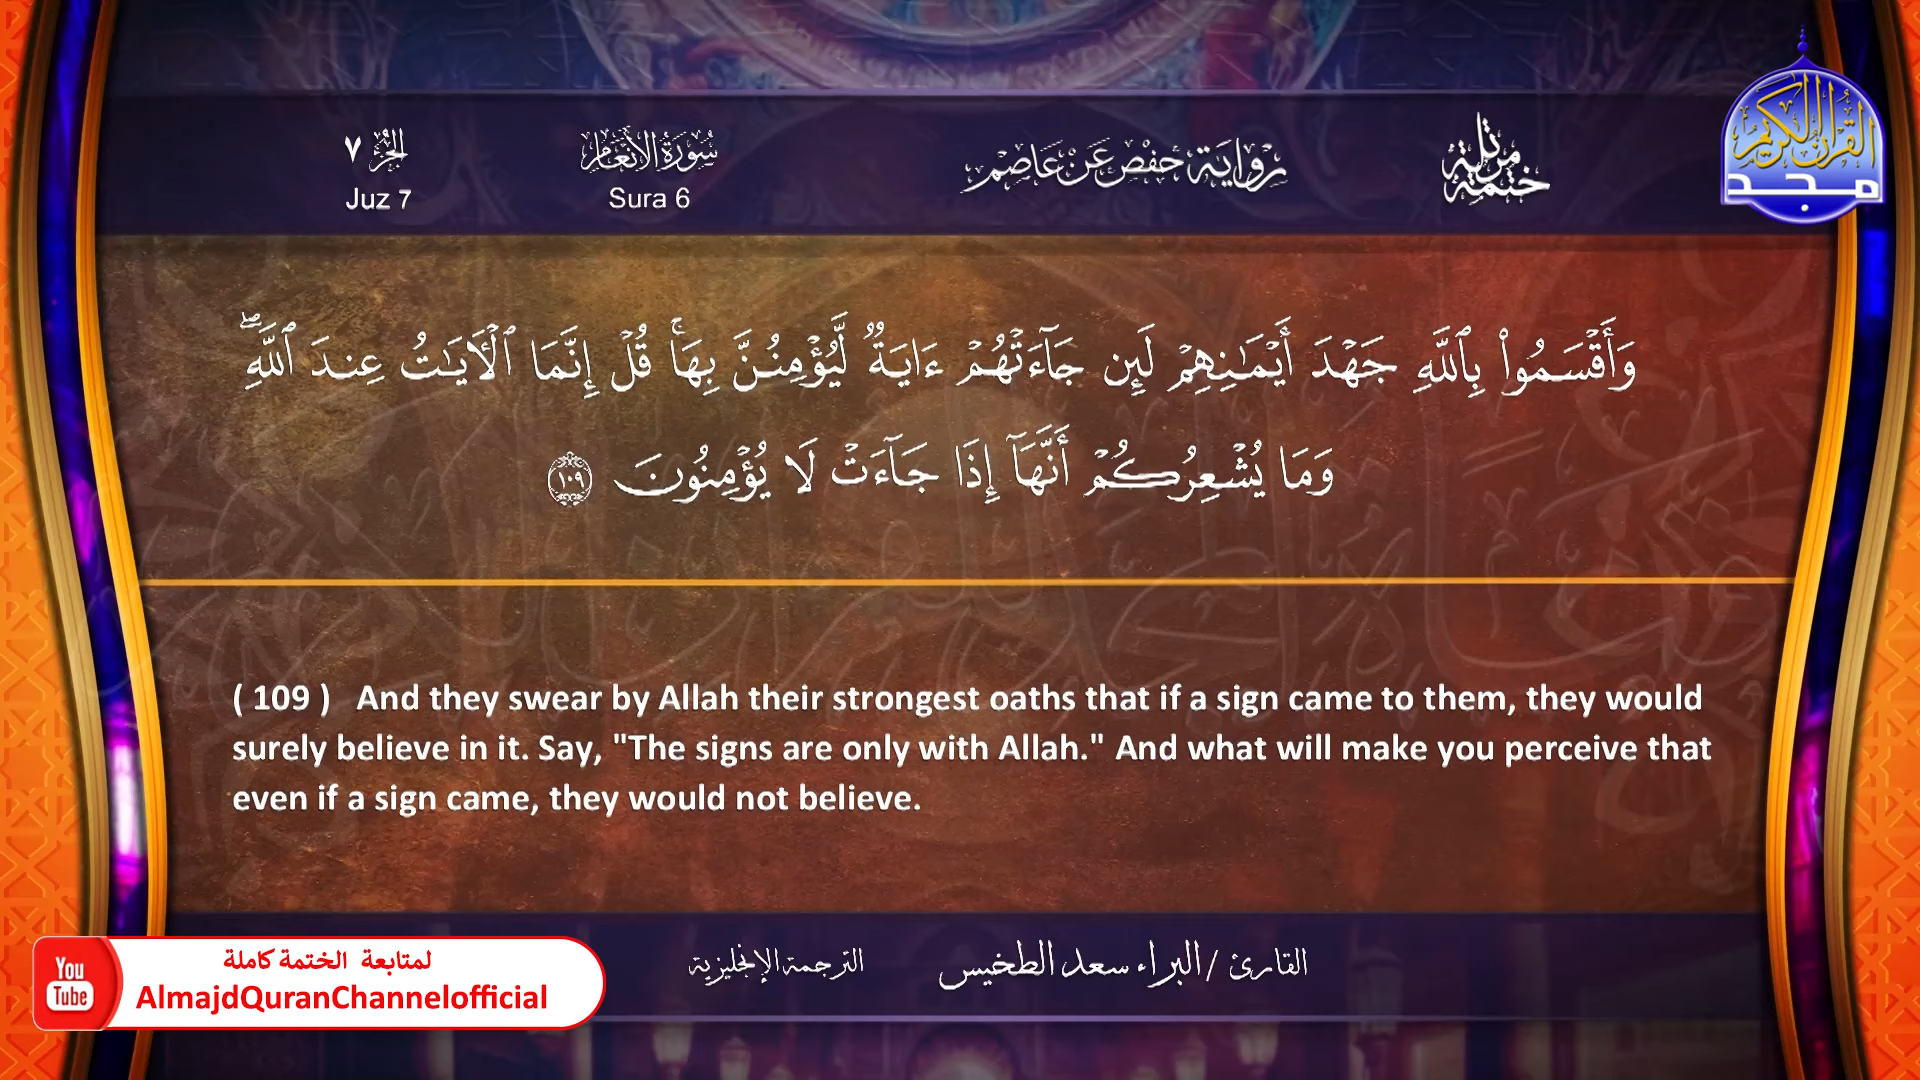 الجزء ٧
Juz 7
سورة الأنعام
Sura 6
رواية حفص عن عاصم
ختمة مرتلة
القرآن الكريم
مجد
وَأَقْسَمُوا۟ بِٱللَّهِ جَهْدَ أَيْمَـٰنِهِمْ لَئِن جَآءَتْهُمْ ءَايَةٌ لَّيُؤْمِنُنَّ بِهَا ۚ قُلْ إِنَّمَا ٱلْـَٔايَـٰتُ عِندَ ٱللَّهِ ۖ
وَمَا يُشْعِرُكُمْ أَنَّهَآ إِذَا جَآءَتْ لَا يُؤْمِنُونَ ١٠٩
( 109 ) And they swear by Allah their strongest oaths that if a sign came to them, they would
surely believe in it. Say, "The signs are only with Allah." And what will make you perceive that
even if a sign came, they would not believe.
القارئ / البراء سعد الطخيس
الترجمة الإنجليزية
You
Tube
لمتابعة الختمة كاملة
AlmajdQuranChannelofficial